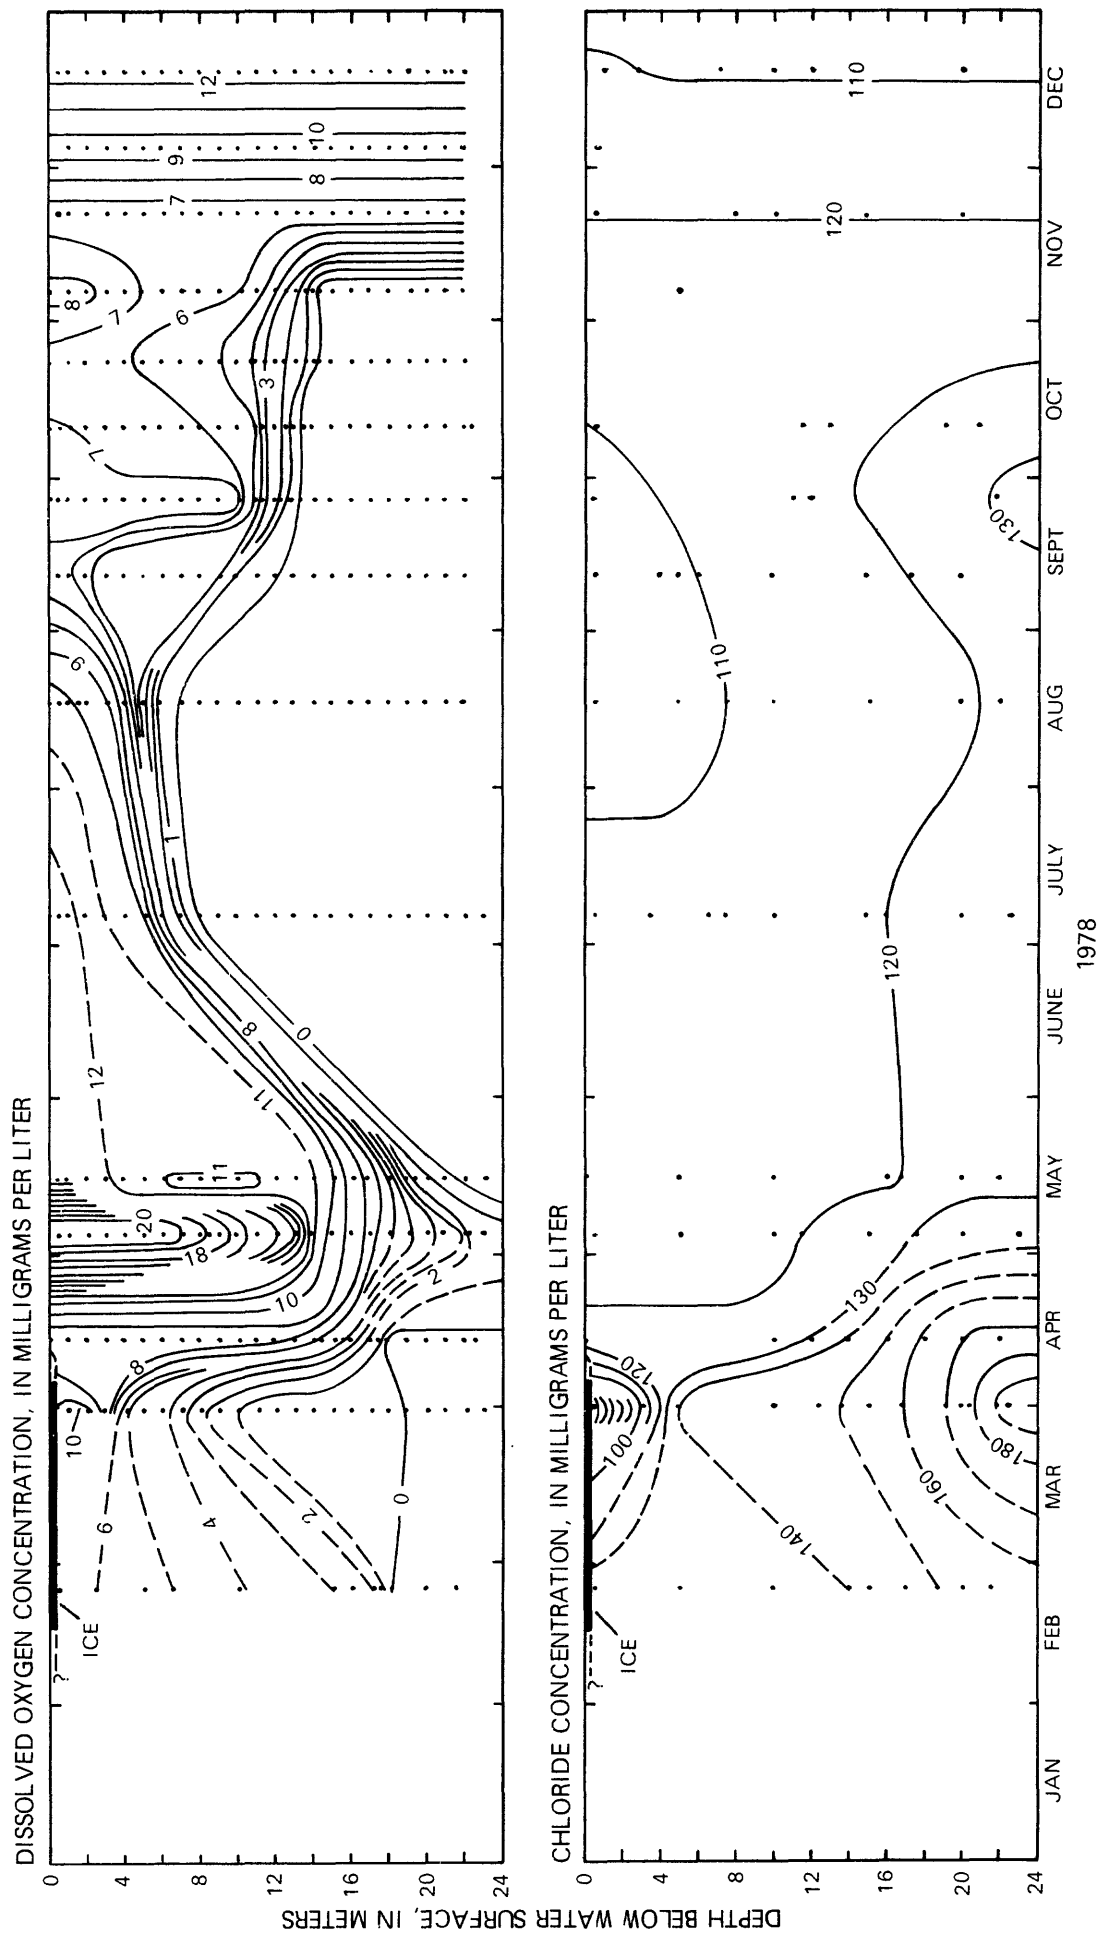 DISSOLVED OXYGEN CONCENTRATION, IN MILLIGRAMS PER LITER
0
4
8
12
16
20
24
?
ICE
10 8
6 4 2 0
10 18 20 11 12
2
11 8 0
1
9
7
3
8 7 6
7 8 9 10 12
DEPTH BELOW WATER SURFACE, IN METERS
CHLORIDE CONCENTRATION, IN MILLIGRAMS PER LITER
0
4
8
12
16
20
24
?
ICE
100 120
140 160 180
130
120
110
130
120
110
JAN FEB MAR APR MAY JUNE JULY AUG SEPT OCT NOV DEC
1978